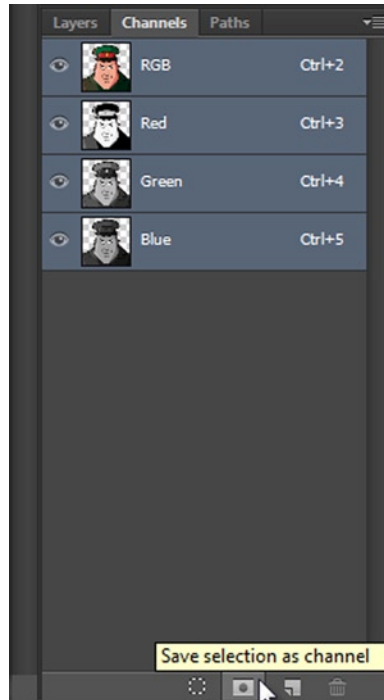 Layers Channels Paths
RGB Ctrl+2
Red Ctrl+3
Green Ctrl+4
Blue Ctrl+5
Save selection as channel